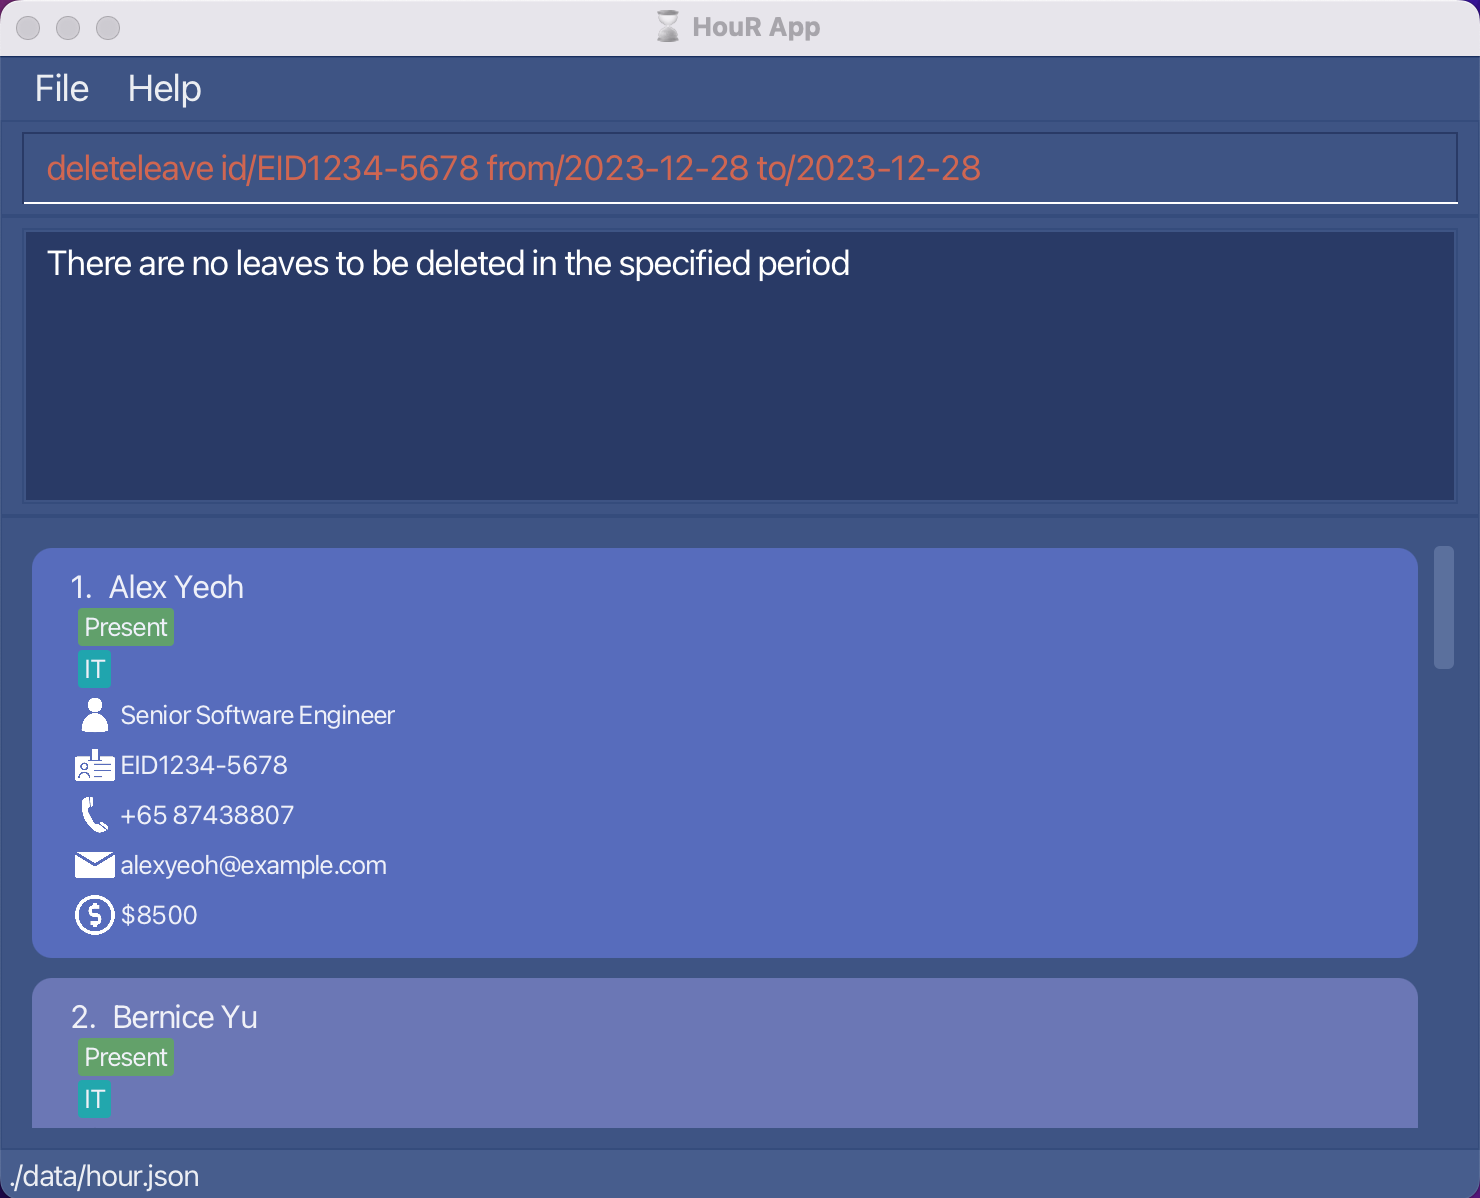 HouR App
File Help
deleteleave id/EID1234-5678 from/2023-12-28 to/2023-12-28
There are no leaves to be deleted in the specified period
1. Alex Yeoh
Present
IT
Senior Software Engineer
EID1234-5678
+65 87438807
alexyeoh@example.com
$8500
2. Bernice Yu
Present
IT
./data/hour.json